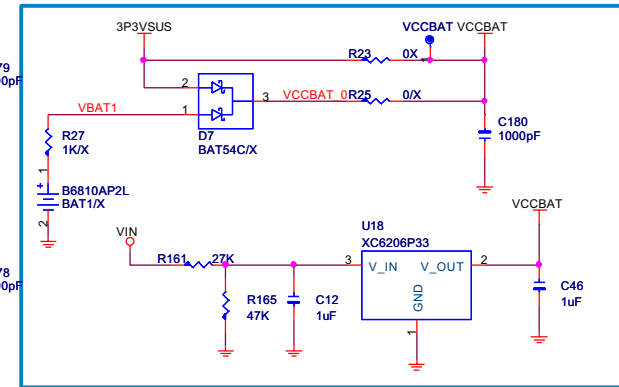 3P3VSUS
VCCBAT VCCBAT
R23 0X
79
0pF
2
VBAT1
1
3 VCCBAT_0 R25 0/X
D7
BAT54C/X
C180
1000pF
R27
1K/X
1
+ B6810AP2L
BAT1/X
2
VCCBAT
VIN
U18
XC6206P33
R161 27K
3 V_IN V_OUT 2
78
0pF
R165
47K
C12
1uF
GND
1
C46
1uF